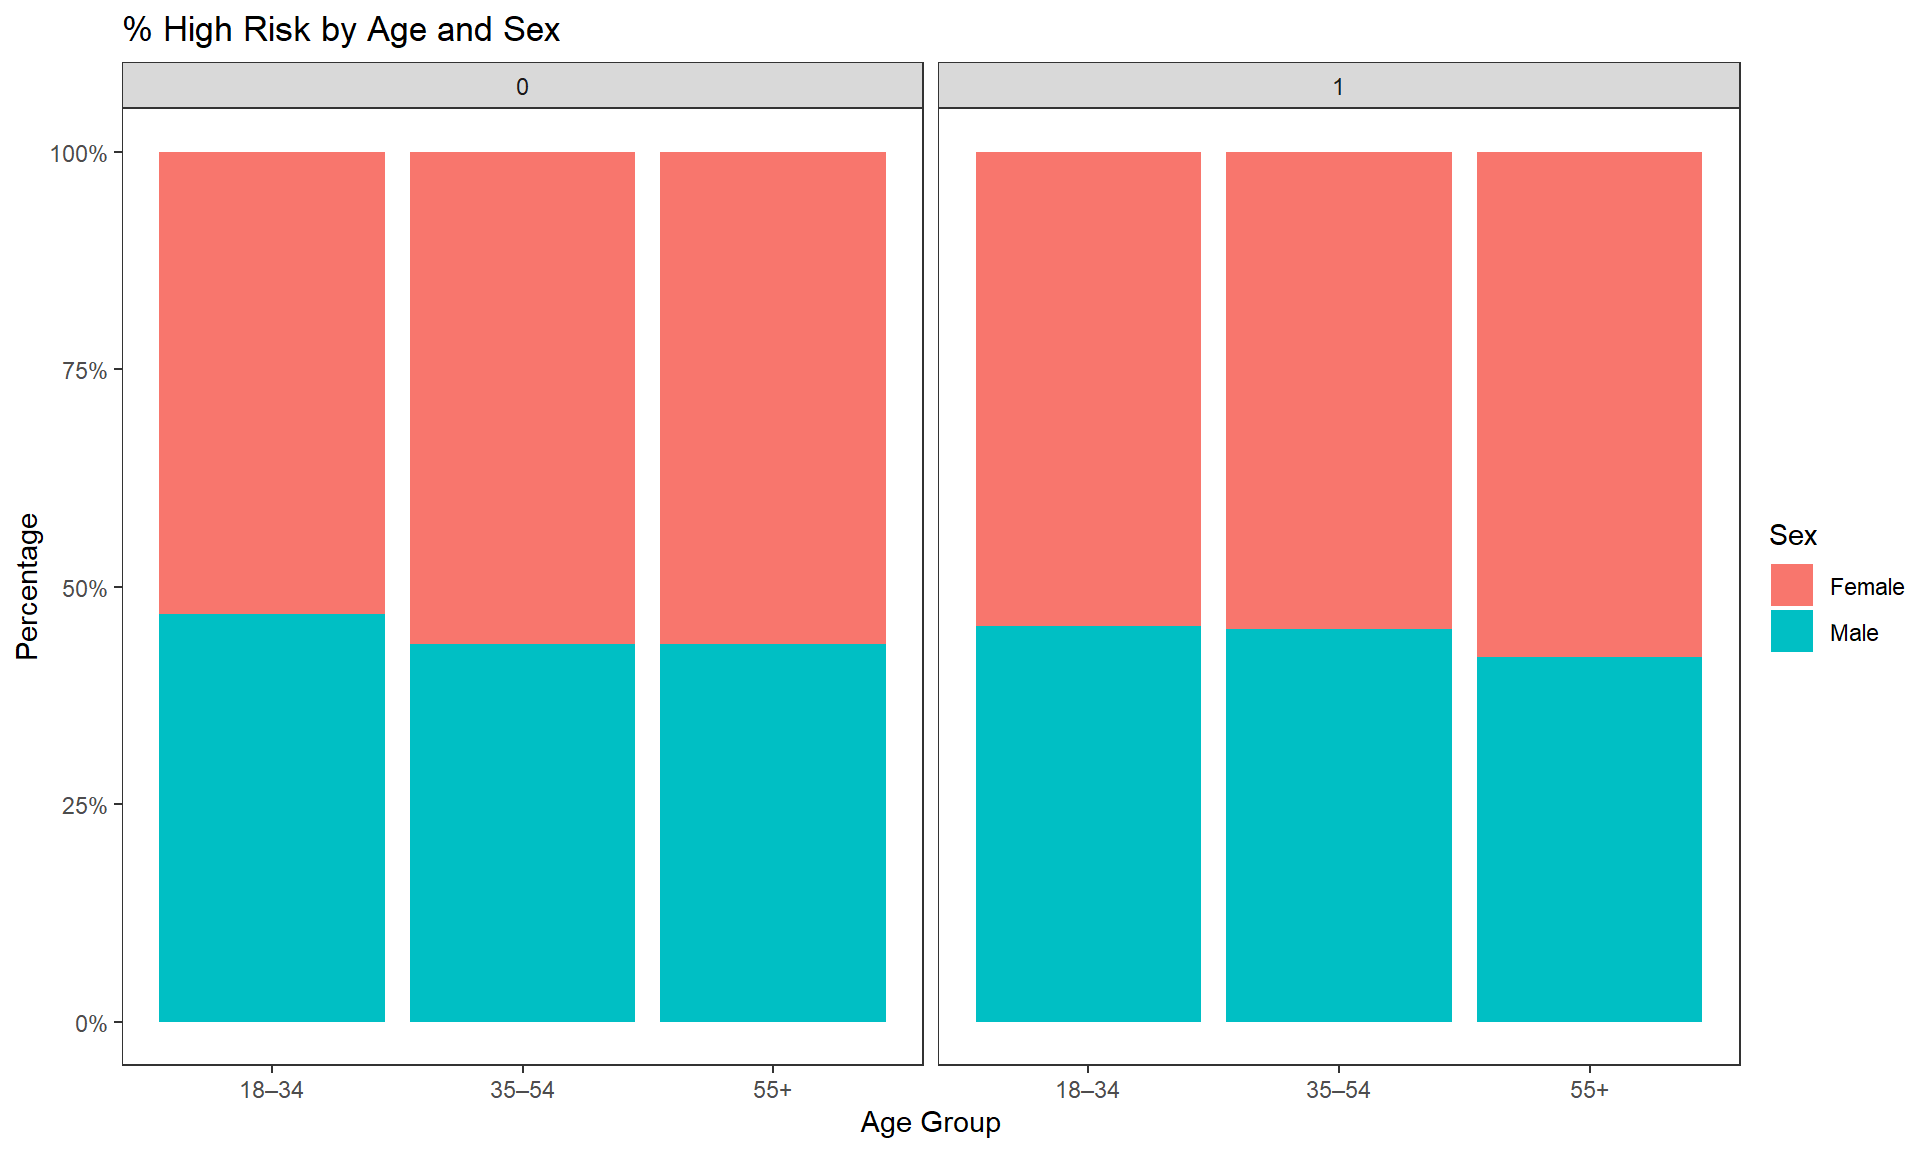 % High Risk by Age and Sex
0
1
100%
75%
50%
25%
0%
Percentage
18–34
35–54
55+
18–34
35–54
55+
Age Group
Sex
Female
Male